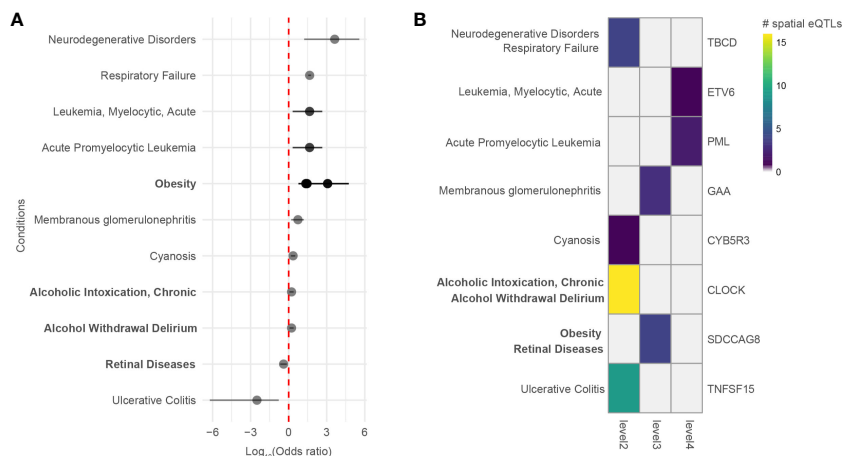 A
Conditions
Neurodegenerative Disorders
Respiratory Failure
Leukemia, Myelocytic, Acute
Acute Promyelocytic Leukemia
Obesity
Membranous glomerulonephritis
Cyanosis
Alcoholic Intoxication, Chronic
Alcohol Withdrawal Delirium
Retinal Diseases
Ulcerative Colitis
−6 −3 0 3 6
Log₁₀(Odds ratio)
B
# spatial eQTLs
15
10
5
0
Neurodegenerative Disorders
Respiratory Failure
TBCD
Leukemia, Myelocytic, Acute
ETV6
Acute Promyelocytic Leukemia
PML
Membranous glomerulonephritis
GAA
Cyanosis
CYB5R3
Alcoholic Intoxication, Chronic
Alcohol Withdrawal Delirium
CLOCK
Obesity
Retinal Diseases
SDCCAG8
Ulcerative Colitis
TNFSF15
level2
level3
level4